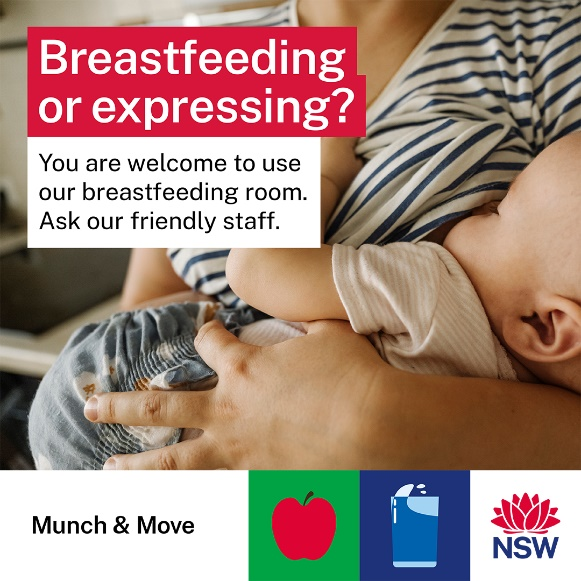 Breastfeeding
or expressing?
You are welcome to use
our breastfeeding room.
Ask our friendly staff.
Munch & Move
NSW